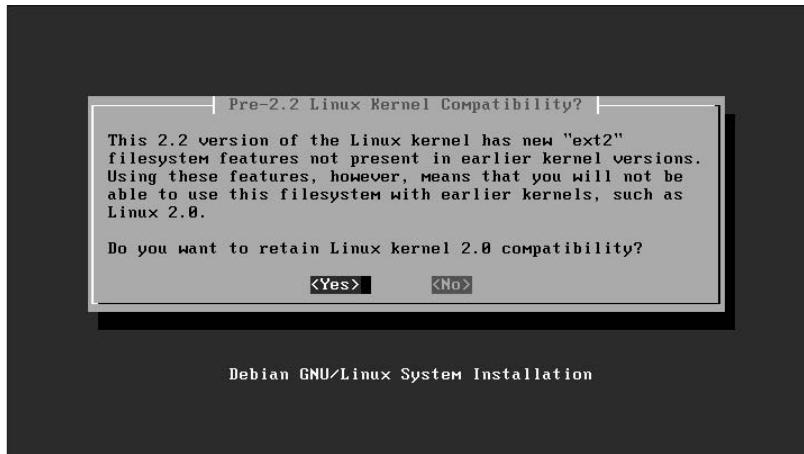 Pre-2.2 Linux Kernel Compatibility?
This 2.2 version of the Linux kernel has new "ext2"
filesystem features not present in earlier kernel versions.
Using these features, however, means that you will not be
able to use this filesystem with earlier kernels, such as
Linux 2.0.
Do you want to retain Linux kernel 2.0 compatibility?
<Yes> <No>
Debian GNU/Linux System Installation